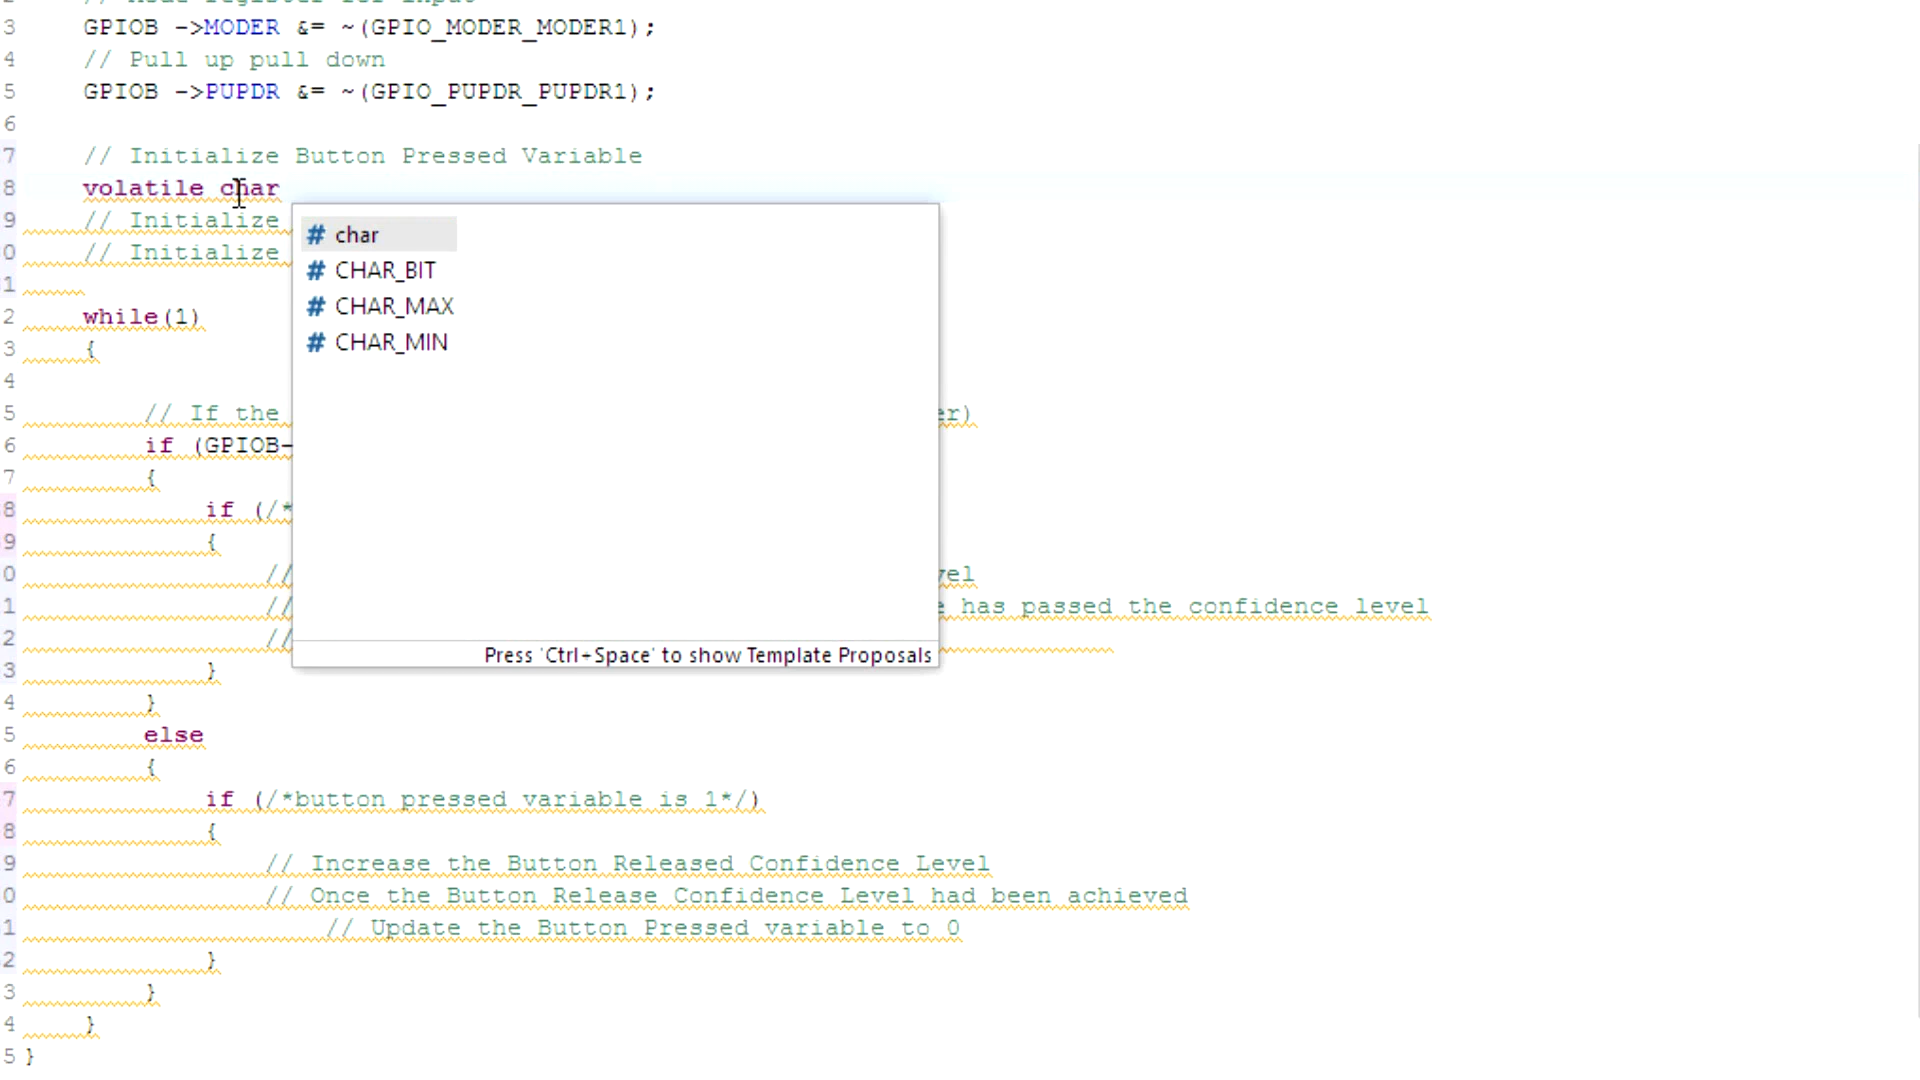 3 GPIOB ->MODER &= ~(GPIO_MODER_MODER1);
4 // Pull up pull down
5 GPIOB ->PUPDR &= ~(GPIO_PUPDR_PUPDR1);
6
7 // Initialize Button Pressed Variable
8 volatile char
9 // Initialize
0 // Initialize
1
2 while(1)
3 {
4
5 // If the er)
6 if (GPIOB-
7 {
8 if (/*
9 {
0 // vel
1 // e has passed the confidence level
2 //
3 }
4 }
5 else
6 {
7 if (/*button pressed variable is 1*/)
8 {
9 // Increase the Button Released Confidence Level
0 // Once the Button Release Confidence Level had been achieved
1 // Update the Button Pressed variable to 0
2 }
3 }
4 }
5 }
# char
# CHAR_BIT
# CHAR_MAX
# CHAR_MIN
Press 'Ctrl+Space' to show Template Proposals